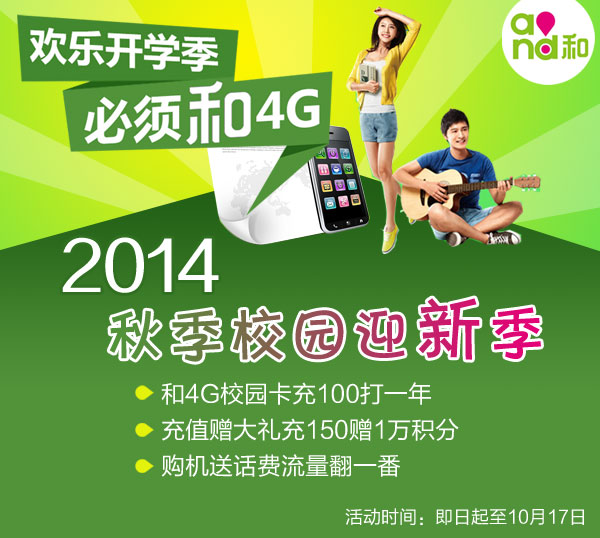 欢乐开学季
必须和4G
and和
2014
秋季校园迎新季
和4G校园卡充100打一年
充值赠大礼充150赠1万积分
购机送话费流量翻一番
活动时间：即日起至10月17日